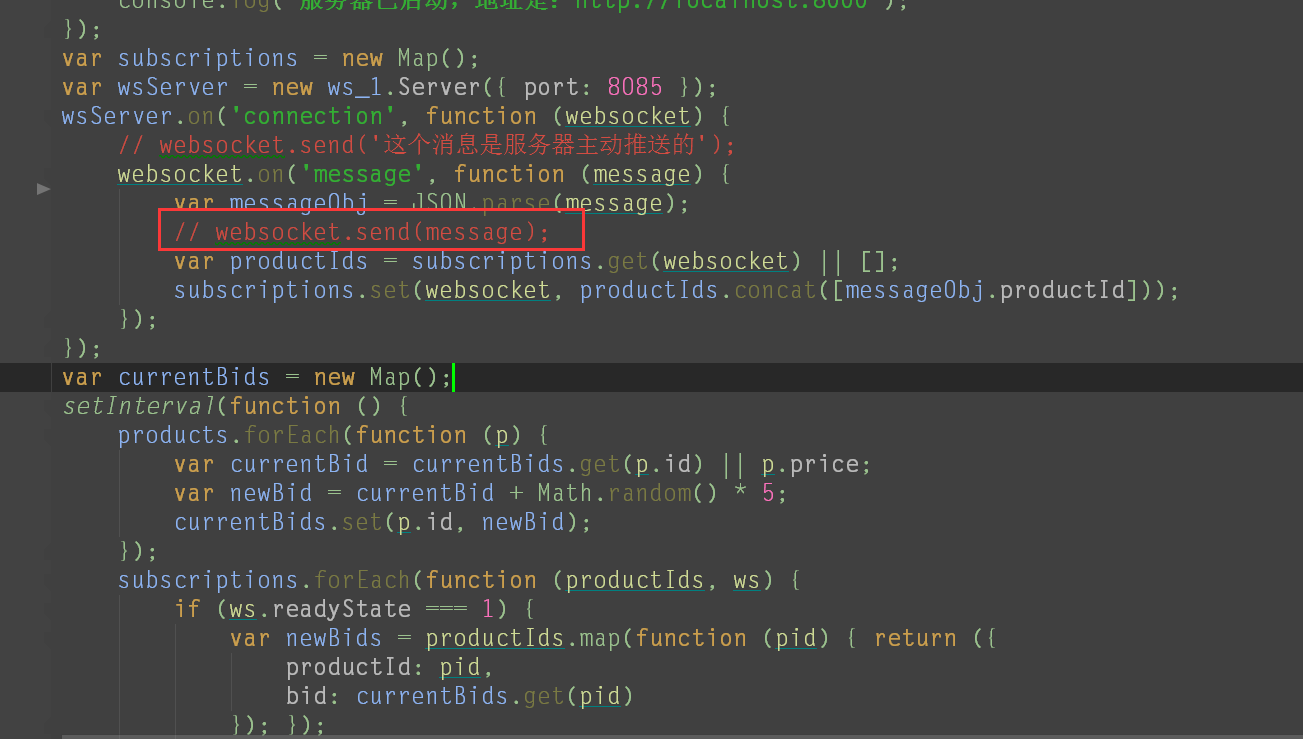 console.log("服务器已启动, 地址是: http://localhost:8000");
});
var subscriptions = new Map();
var wsServer = new ws_1.Server({ port: 8085 });
wsServer.on('connection', function (websocket) {
// websocket.send('这个消息是服务器主动推送的');
websocket.on('message', function (message) {
var messageObj = JSON.parse(message);
// websocket.send(message);
var productIds = subscriptions.get(websocket) || [];
subscriptions.set(websocket, productIds.concat([messageObj.productId]));
});
});
var currentBids = new Map();
setInterval(function () {
products.forEach(function (p) {
var currentBid = currentBids.get(p.id) || p.price;
var newBid = currentBid + Math.random() * 5;
currentBids.set(p.id, newBid);
});
subscriptions.forEach(function (productIds, ws) {
if (ws.readyState === 1) {
var newBids = productIds.map(function (pid) { return ({
productId: pid,
bid: currentBids.get(pid)
}); });